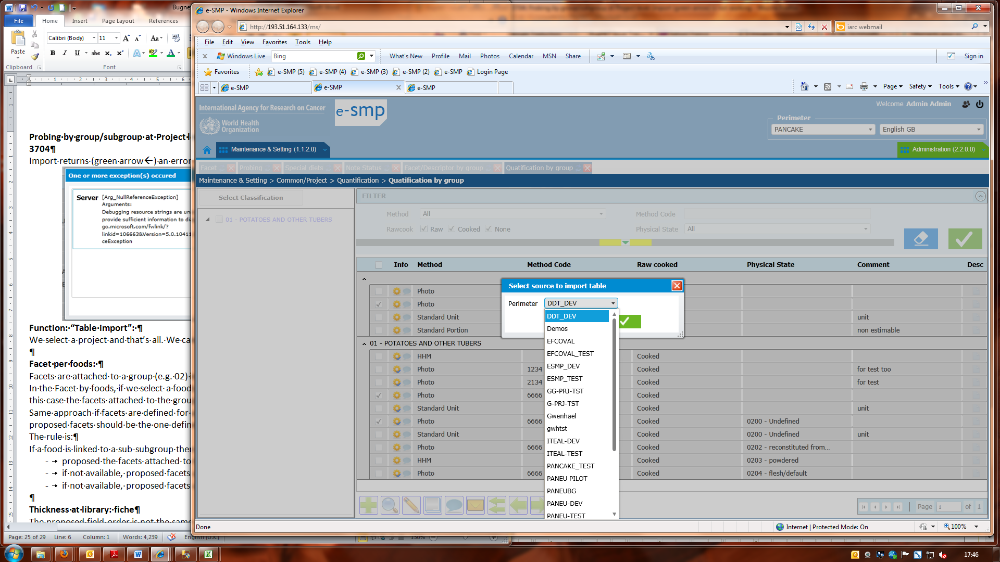 Bugne
File
Home
Insert
Page Layout
References
Calibri (Body)
11
Paste
Clipboard
Font
Probing by group/subgroup at Project l
3704¶
Import returns (green arrow←) an error
One or more exception(s) occured
Server [Arg_NullReferenceException]
Arguments:
Debugging resource strings are una
provide sufficient information to dia
go.microsoft.com/fwlink/?
linkid=106663&Version=5.0.10411
ceException
Function: “Table import”: ¶
We select a project and that’s all. We ca
¶
Facet per foods: ¶
Facets are attached to a group (e.g. 02)
In the Facet by foods, if we select a food
this case the facets attached to the grou
Same approach if facets are defined for
proposed facets should be the one defin
The rule is:¶
If a food is linked to a sub-subgroup the
- → proposed the facets attached to
- → if not available, proposed facets
- → if not available, proposed facets
¶
Thickness at library: fiche¶
The proposed field order is not the same
Page: 25 of 29
Line: 6
Column: 1
Words: 4,239
English (U.K.)
150%
e-SMP - Windows Internet Explorer
http://193.51.164.133/ms/
iarc webmail
File Edit View Favorites Tools Help
Windows Live
Bing
What's New Profile Mail Photos Calendar MSN Share
Sign in
Favorites
e-SMP (5) e-SMP (4) e-SMP (3) e-SMP (2) e-SMP Login Page
e-SMP
e-SMP
e-SMP
Page Safety Tools
International Agency for Research on Cancer
World Health
Organization
e-smp
Welcome Admin Admin
Perimeter
PANCAKE
English GB
Maintenance & Setting (1.1.2.0)
Administration (2.2.0.0)
Facet
Probing
Special diets
Note Status
Facet/Descriptor by group
Quatification by group
Maintenance & Setting > Common/Project > Quantification > Quatification by group
Select Classification
01 - POTATOES AND OTHER TUBERS
FILTER
Method All
Method Code
Rawcook Raw Cooked None
Physical State All
Info Method Method Code Raw cooked Physical State Comment Desc
Photo
Photo
Standard Unit unit
Standard Portion non estimable
01 - POTATOES AND OTHER TUBERS
HHM Cooked
Photo 1234 Cooked for test too
Photo 2134 Cooked for test
Photo 6666 Cooked
Standard Unit Cooked unit
Photo 6666 Cooked 0200 - Undefined
Standard Unit Cooked 0200 - Undefined unit
Photo 6666 Cooked 0202 - reconstituted from...
HHM Cooked 0203 - powdered
Photo 6666 Cooked 0204 - flesh/default
Select source to import table
Perimeter DDT_DEV
DDT_DEV
Demos
EFCOVAL
EFCOVAL_TEST
ESMP_DEV
ESMP_TEST
GG-PRJ-TST
G-PRJ-TST
Gwenhael
gwhtst
ITEAL-DEV
ITEAL-TEST
PANCAKE_TEST
PANEU PILOT
PANEUBG
PANEU-DEV
PANEU-TEST
Page 1 of 1
Done
Internet | Protected Mode: On
100%
17:46